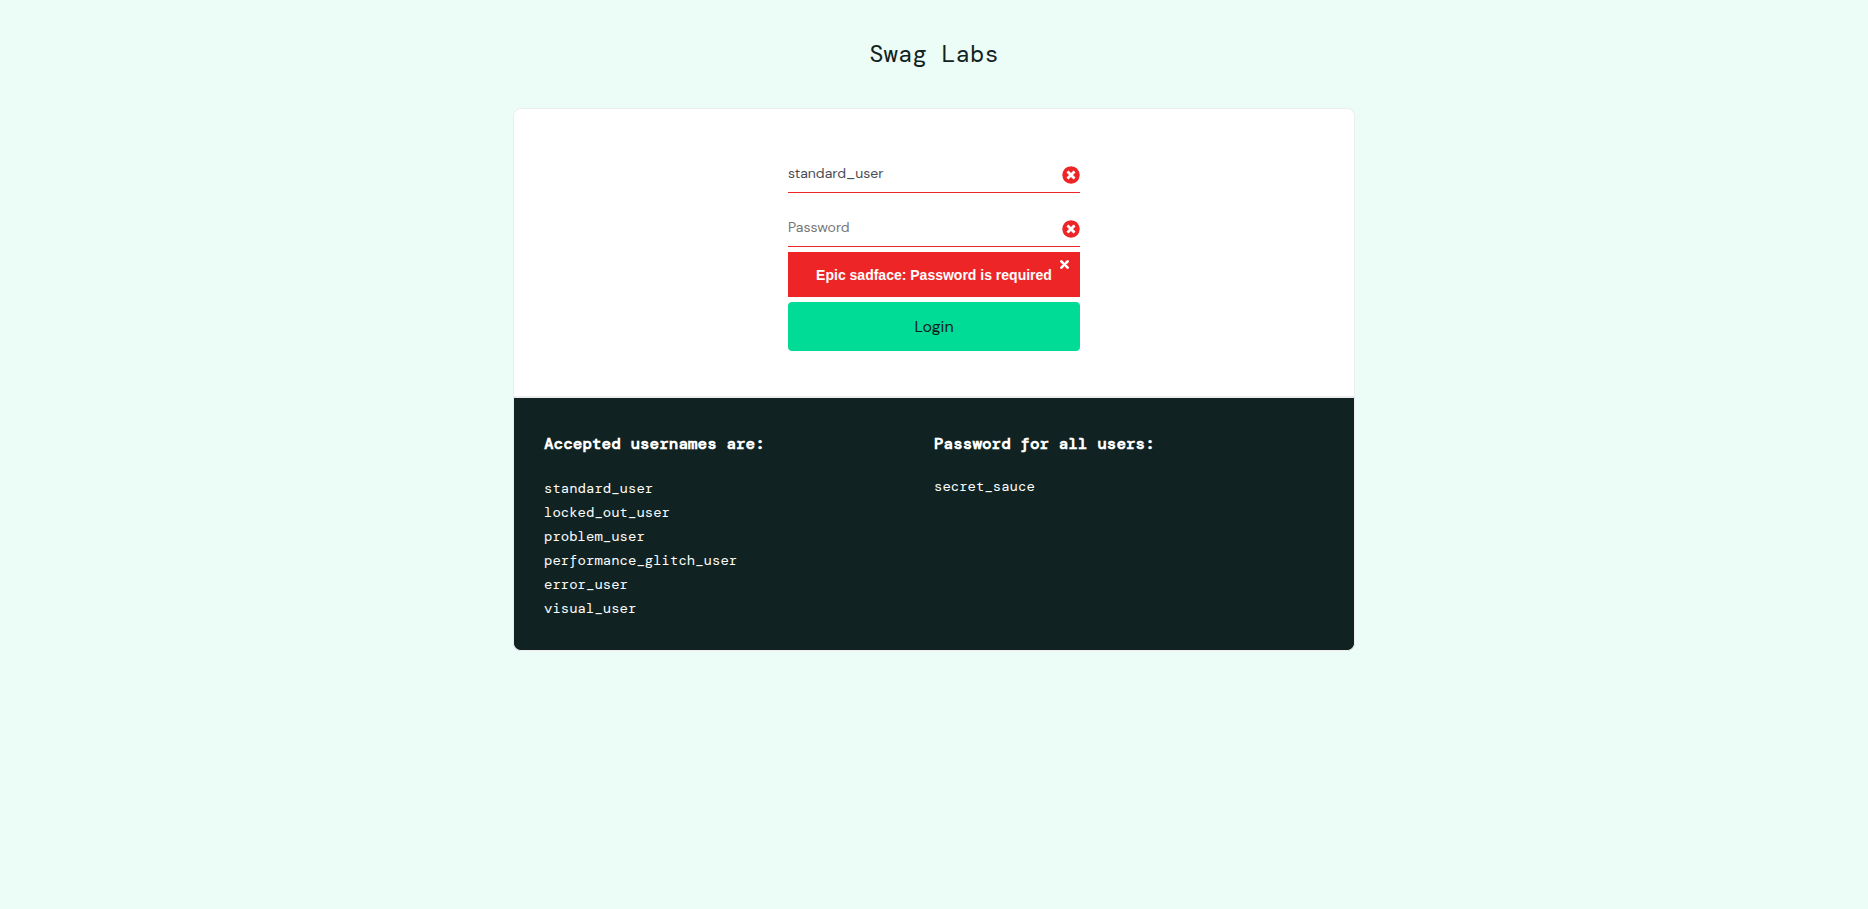 Swag Labs
standard_user
Password
Epic sadface: Password is required
Login
Accepted usernames are:
standard_user
locked_out_user
problem_user
performance_glitch_user
error_user
visual_user
Password for all users:
secret_sauce